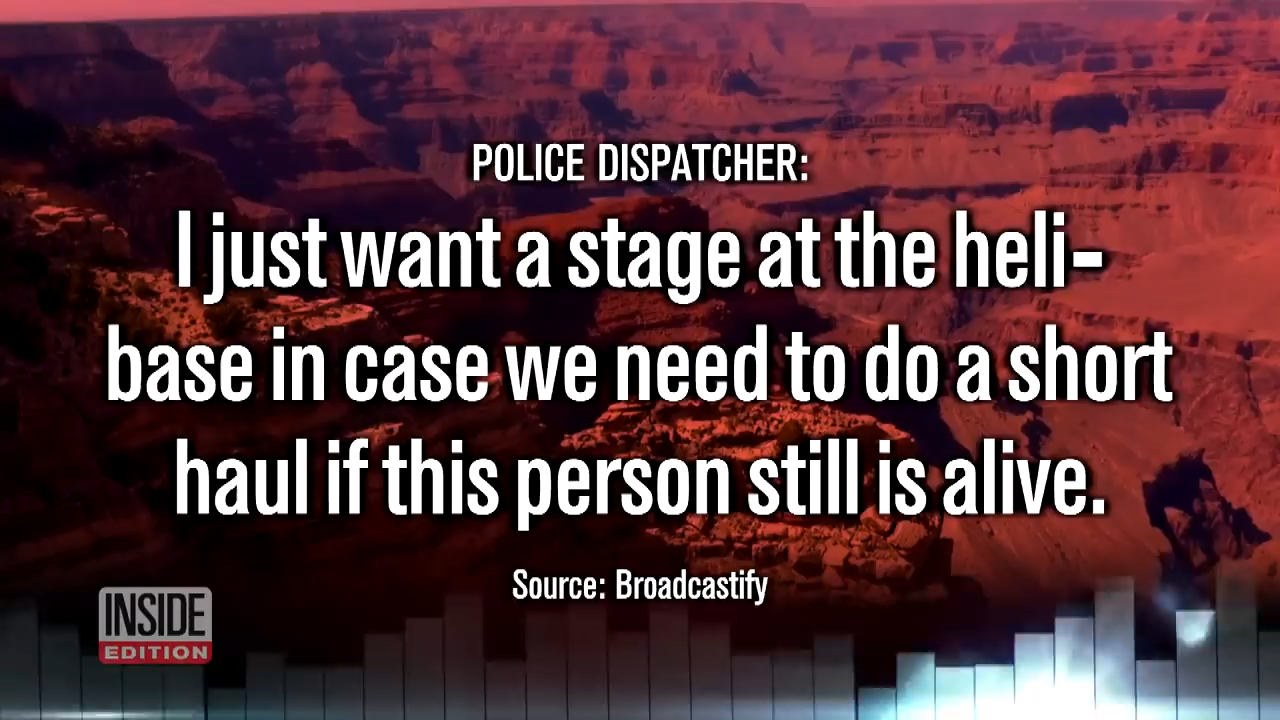 POLICE DISPATCHER:
I just want a stage at the heli-
base in case we need to do a short
haul if this person still is alive.
Source: Broadcastify
INSIDE
EDITION